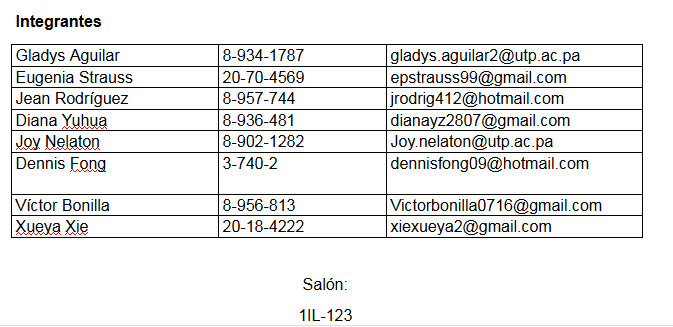 Integrantes
Gladys Aguilar 8-934-1787 gladys.aguilar2@utp.ac.pa
Eugenia Strauss 20-70-4569 epstrauss99@gmail.com
Jean Rodríguez 8-957-744 jrodrig412@hotmail.com
Diana Yuhua 8-936-481 dianayz2807@gmail.com
Joy Nelaton 8-902-1282 Joy.nelaton@utp.ac.pa
Dennis Fong 3-740-2 dennisfong09@hotmail.com
Víctor Bonilla 8-956-813 Victorbonilla0716@gmail.com
Xueya Xie 20-18-4222 xiexueya2@gmail.com
Salón:
1IL-123